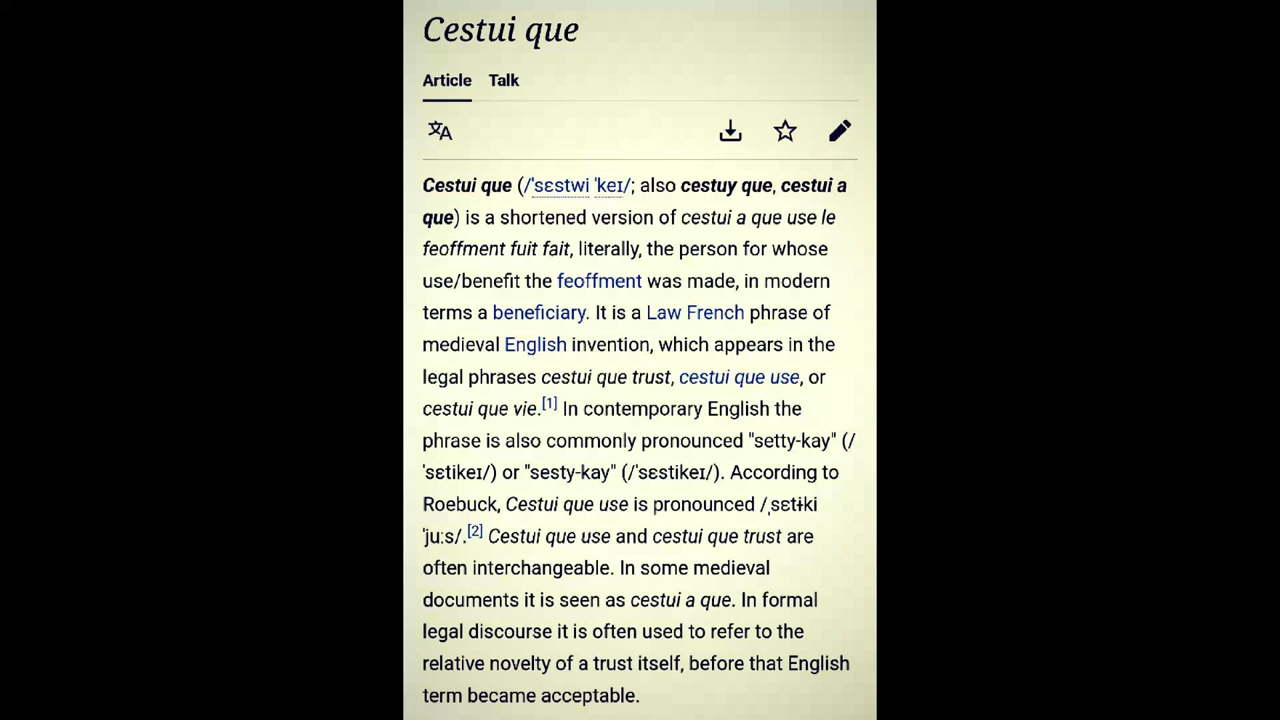 Cestui que
Article Talk
Cestui que (/ˈsɛstwi ˈkeɪ/; also cestuy que, cestui a
que) is a shortened version of cestui a que use le
feoffment fuit fait, literally, the person for whose
use/benefit the feoffment was made, in modern
terms a beneficiary. It is a Law French phrase of
medieval English invention, which appears in the
legal phrases cestui que trust, cestui que use, or
cestui que vie.[1] In contemporary English the
phrase is also commonly pronounced "setty-kay" (/
ˈsɛtikeɪ/) or "sesty-kay" (/ˈsɛstikeɪ/). According to
Roebuck, Cestui que use is pronounced /ˌsɛtɨki
ˈjuːs/.[2] Cestui que use and cestui que trust are
often interchangeable. In some medieval
documents it is seen as cestui a que. In formal
legal discourse it is often used to refer to the
relative novelty of a trust itself, before that English
term became acceptable.